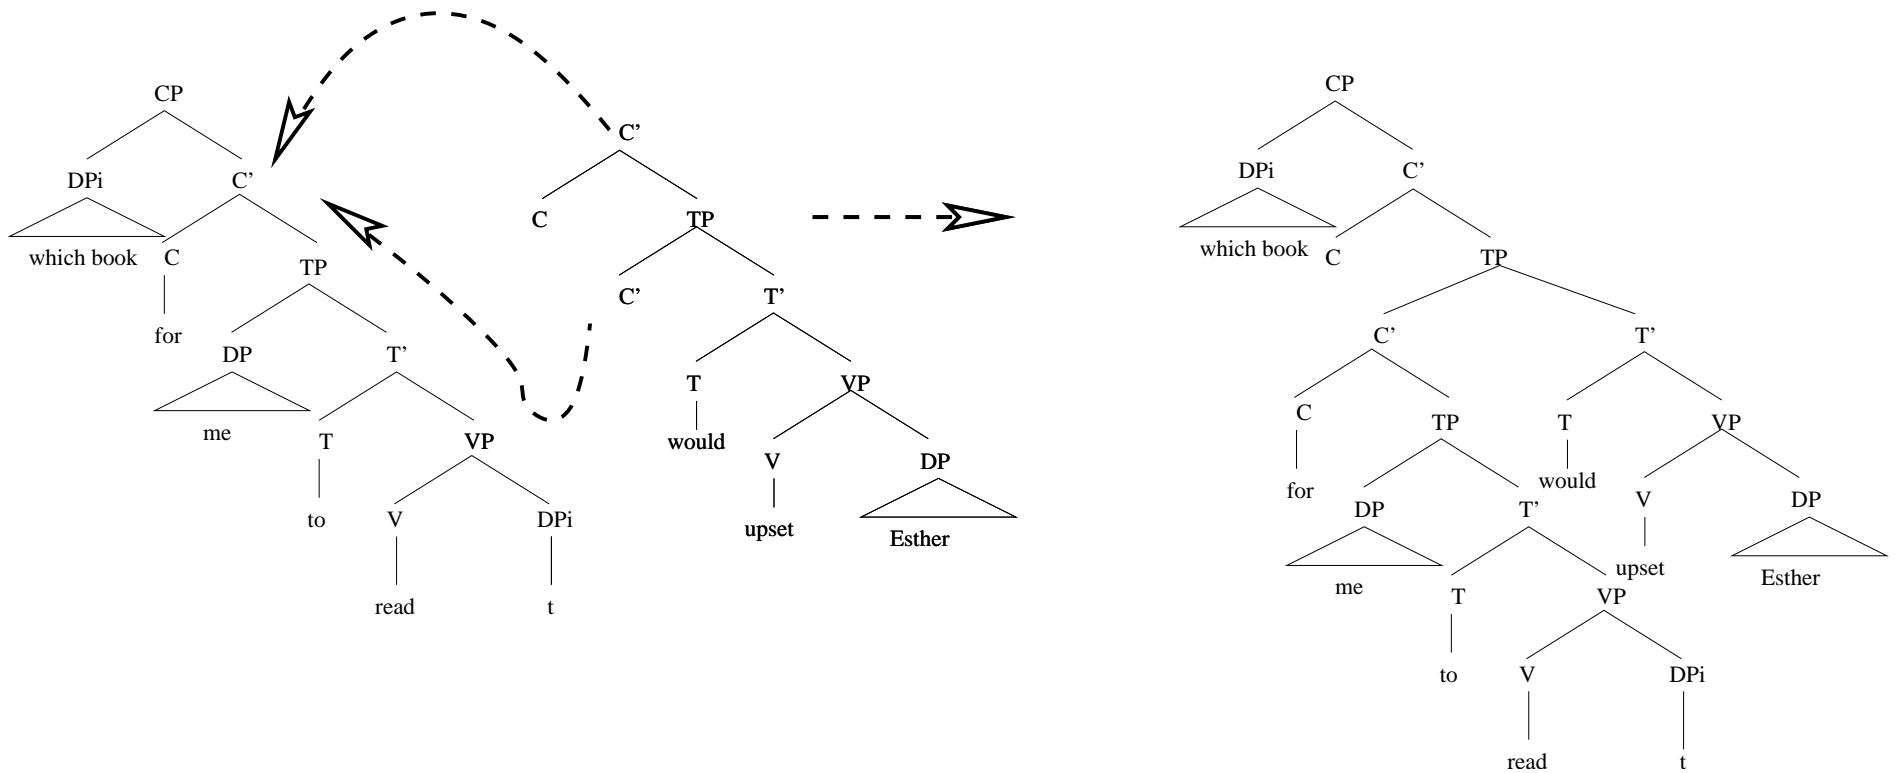 CP
DPi C’
which book C TP
for DP T’
me T VP
to V DPi
read t
C’
C TP
C’ T’
T VP
would V DP
upset Esther
CP
DPi C’
which book C TP
C’ T’
C TP T VP
for DP T’ would V DP
me T VP upset Esther
to V DPi
read t